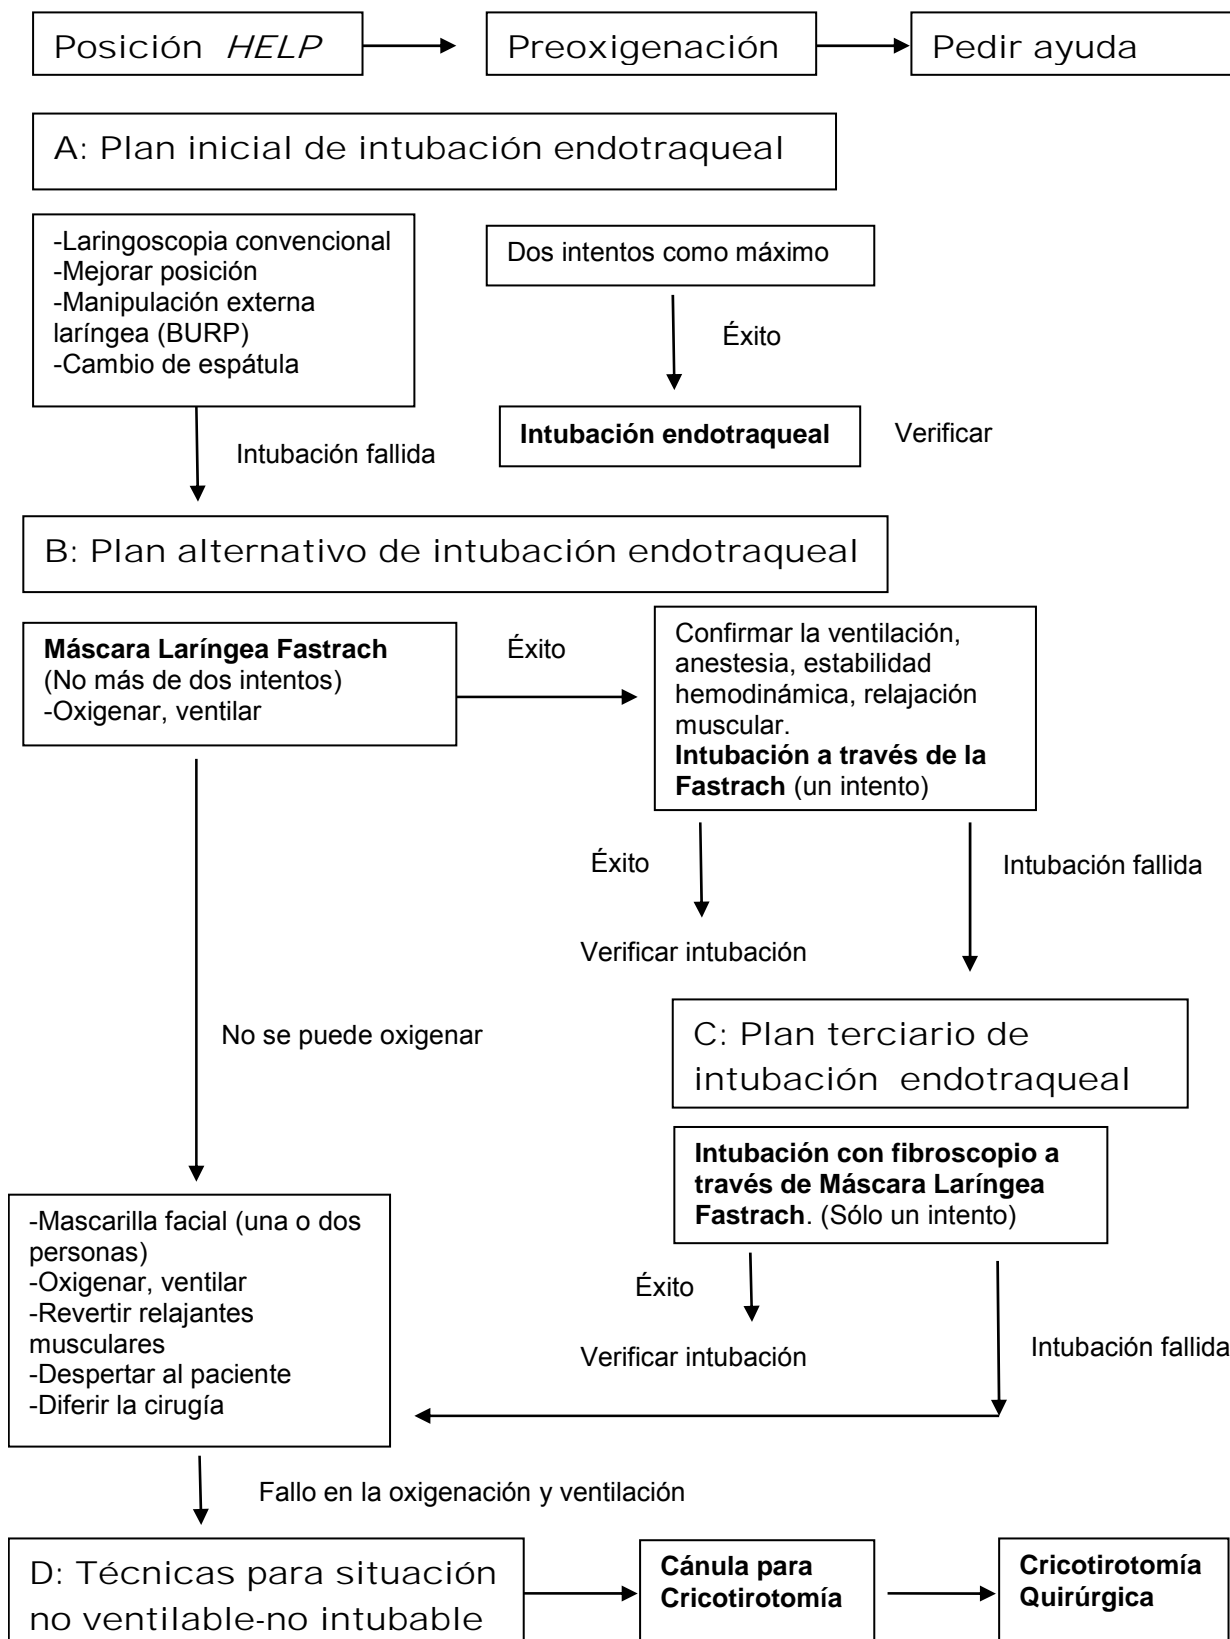 Posición HELP
Preoxigenación
Pedir ayuda
A: Plan inicial de intubación endotraqueal
-Laringoscopia convencional
-Mejorar posición
-Manipulación externa
laríngea (BURP)
-Cambio de espátula
Dos intentos como máximo
Éxito
Intubación endotraqueal
Verificar
Intubación fallida
B: Plan alternativo de intubación endotraqueal
Máscara Laríngea Fastrach
(No más de dos intentos)
-Oxigenar, ventilar
Éxito
Confirmar la ventilación,
anestesia, estabilidad
hemodinámica, relajación
muscular.
Intubación a través de la
Fastrach (un intento)
Éxito
Intubación fallida
Verificar intubación
No se puede oxigenar
C: Plan terciario de
intubación endotraqueal
Intubación con fibroscopio a
través de Máscara Laríngea
Fastrach. (Sólo un intento)
Éxito
Verificar intubación
Intubación fallida
-Mascarilla facial (una o dos
personas)
-Oxigenar, ventilar
-Revertir relajantes
musculares
-Despertar al paciente
-Diferir la cirugía
Fallo en la oxigenación y ventilación
D: Técnicas para situación
no ventilable-no intubable
Cánula para
Cricotirotomía
Cricotirotomía
Quirúrgica